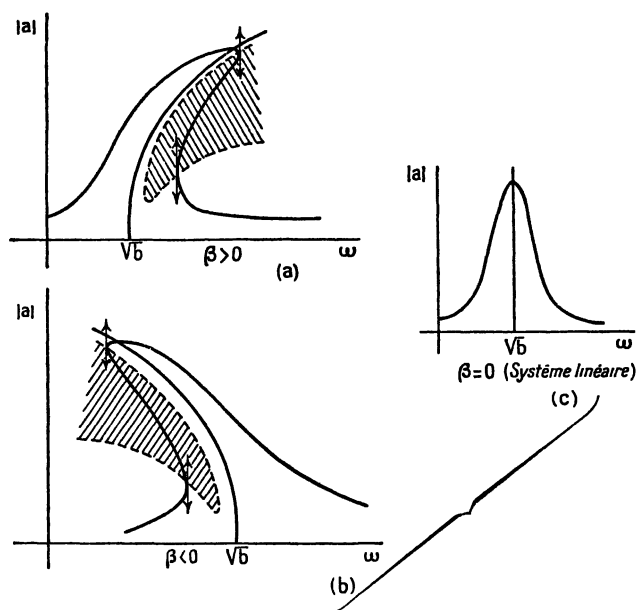 |a|
√b
β>0
ω
(a)
|a|
β<0
√b
ω
(b)
|a|
√b
ω
β=0 (Système linéaire)
(c)